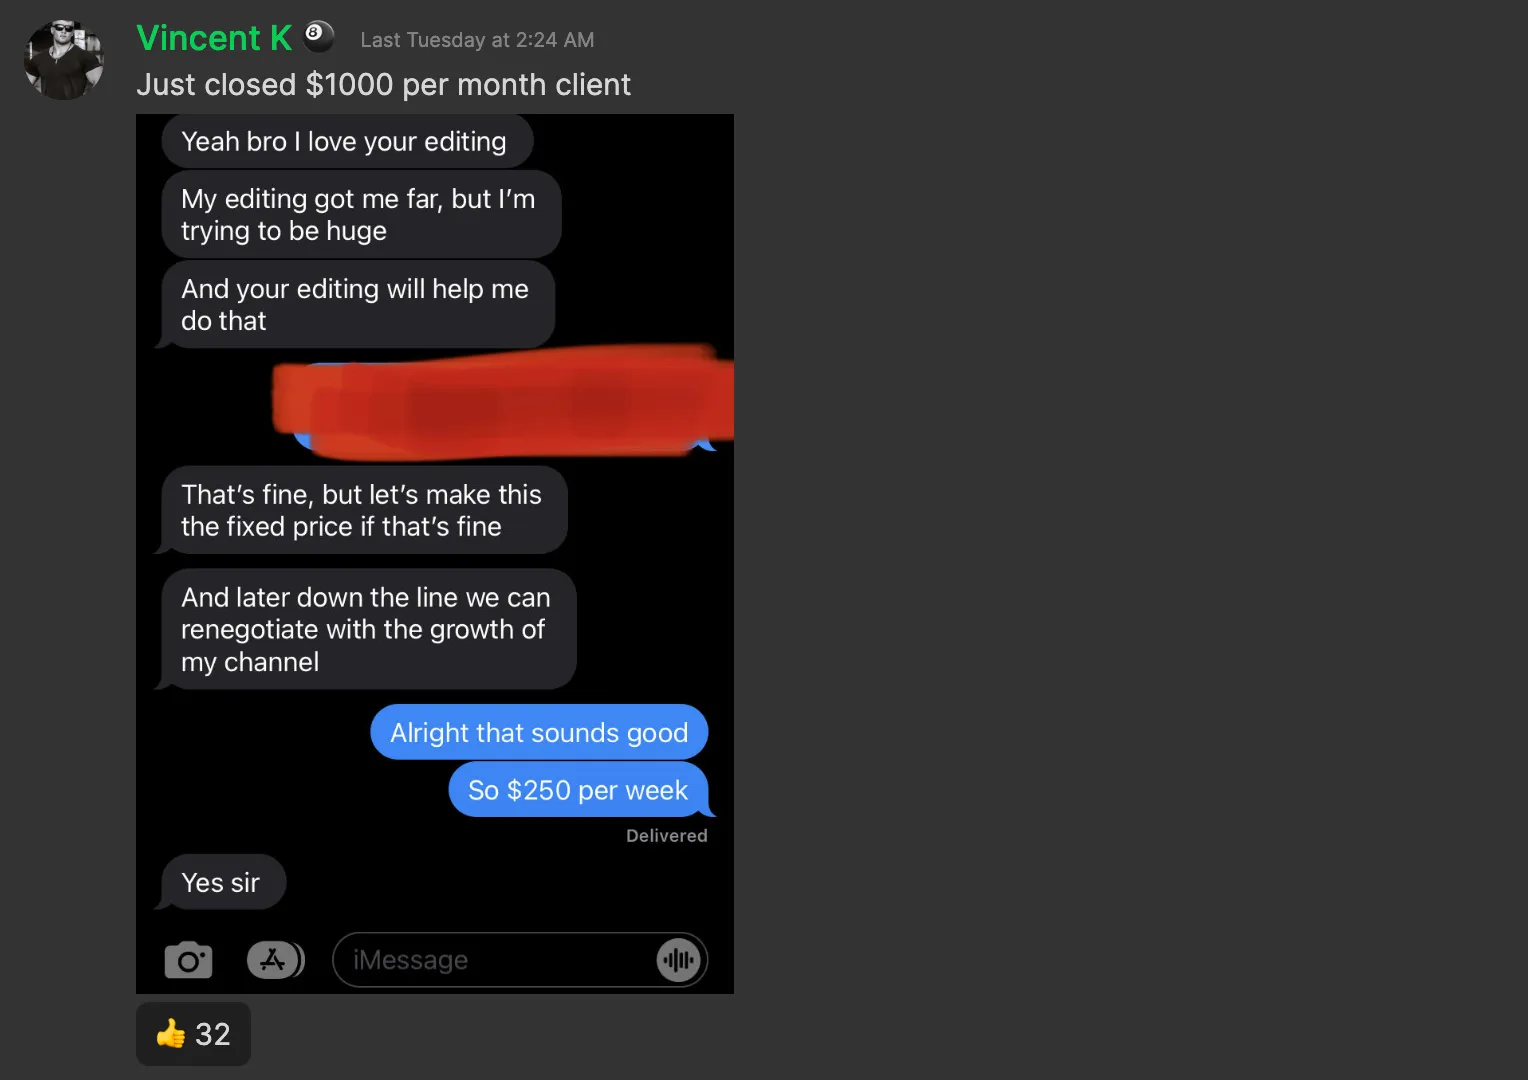 Vincent K 8 Last Tuesday at 2:24 AM
Just closed $1000 per month client
Yeah bro I love your editing
My editing got me far, but I’m
trying to be huge
And your editing will help me
do that
That’s fine, but let’s make this
the fixed price if that’s fine
And later down the line we can
renegotiate with the growth of
my channel
Alright that sounds good
So $250 per week
Delivered
Yes sir
iMessage
👍 32